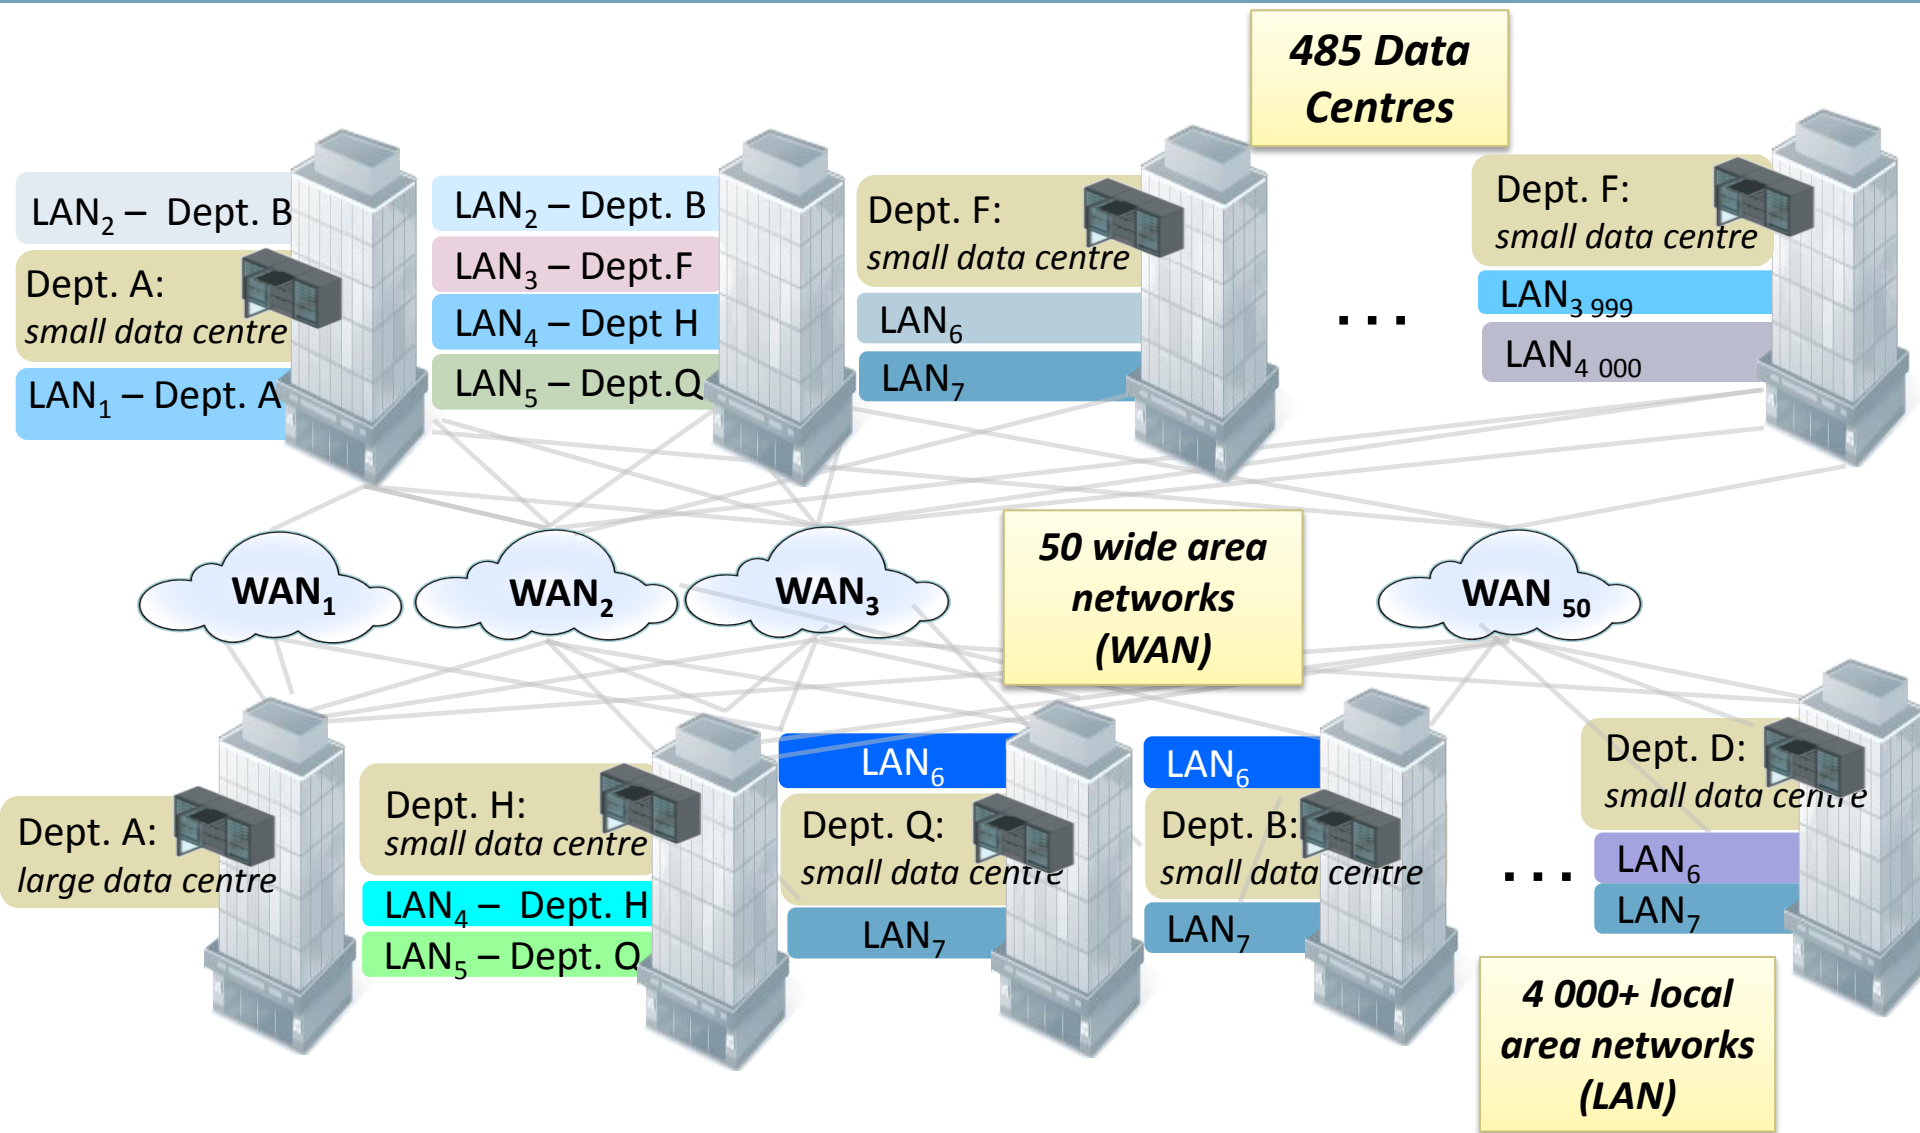 485 Data
Centres
LAN₂ – Dept. B
Dept. A:
small data centre
LAN₁ – Dept. A
LAN₂ – Dept. B
LAN₃ – Dept.F
LAN₄ – Dept H
LAN₅ – Dept.Q
Dept. F:
small data centre
LAN₆
LAN₇
...
Dept. F:
small data centre
LAN₃ ₉₉₉
LAN₄ ₀₀₀
WAN₁
WAN₂
WAN₃
50 wide area
networks
(WAN)
WAN ₅₀
Dept. A:
large data centre
Dept. H:
small data centre
LAN₄ – Dept. H
LAN₅ – Dept. Q
LAN₆
Dept. Q:
small data centre
LAN₇
LAN₆
Dept. B:
small data centre
LAN₇
...
Dept. D:
small data centre
LAN₆
LAN₇
4 000+ local
area networks
(LAN)